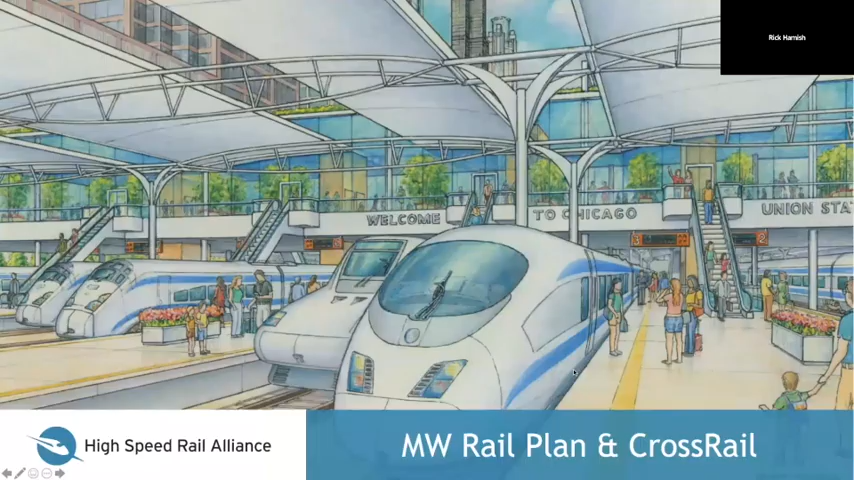 Rick Harnish
WELCOME TO CHICAGO UNION STA
High Speed Rail Alliance
MW Rail Plan & CrossRail